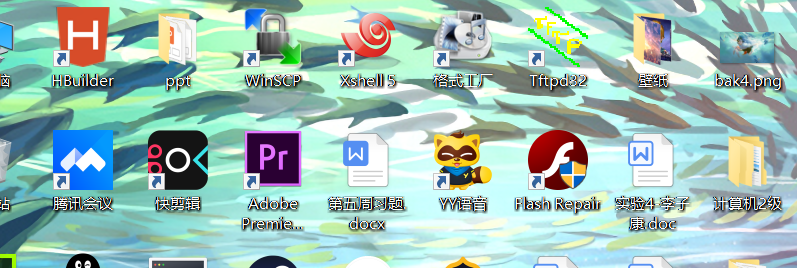 脑
HBuilder
ppt
WinSCP
Xshell 5
格式工厂
Tftpd32
壁纸
bak4.png
站
腾讯会议
快剪辑
Adobe
Premie...
第五周习题.
docx
YY语音
Flash Repair
实验4-李子
康.doc
计算机2级